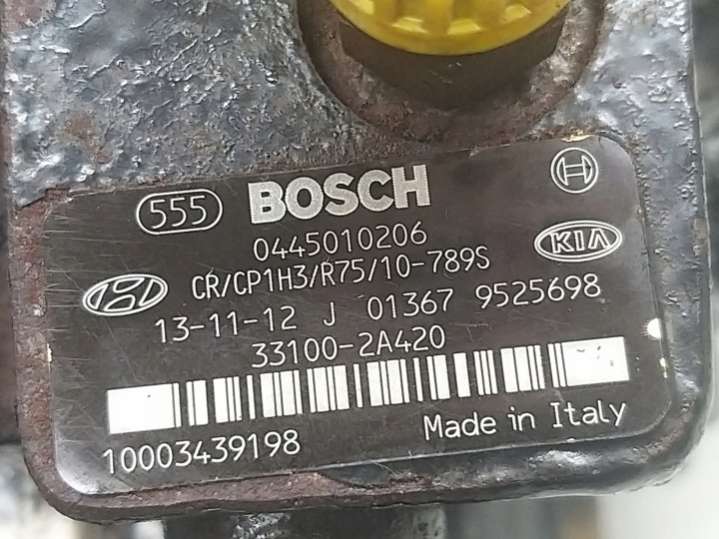 555 BOSCH
0445010206
KIA
CR/CP1H3/R75/10-789S
13-11-12 J 01367 9525698
33100-2A420
10003439198
Made in Italy